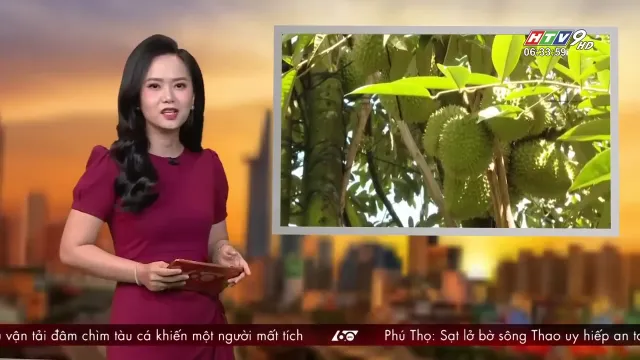 HTV9 HD
06:33:59
vận tải đâm chìm tàu cá khiến một người mất tích
60
Phú Thọ: Sạt lở bờ sông Thao uy hiếp an